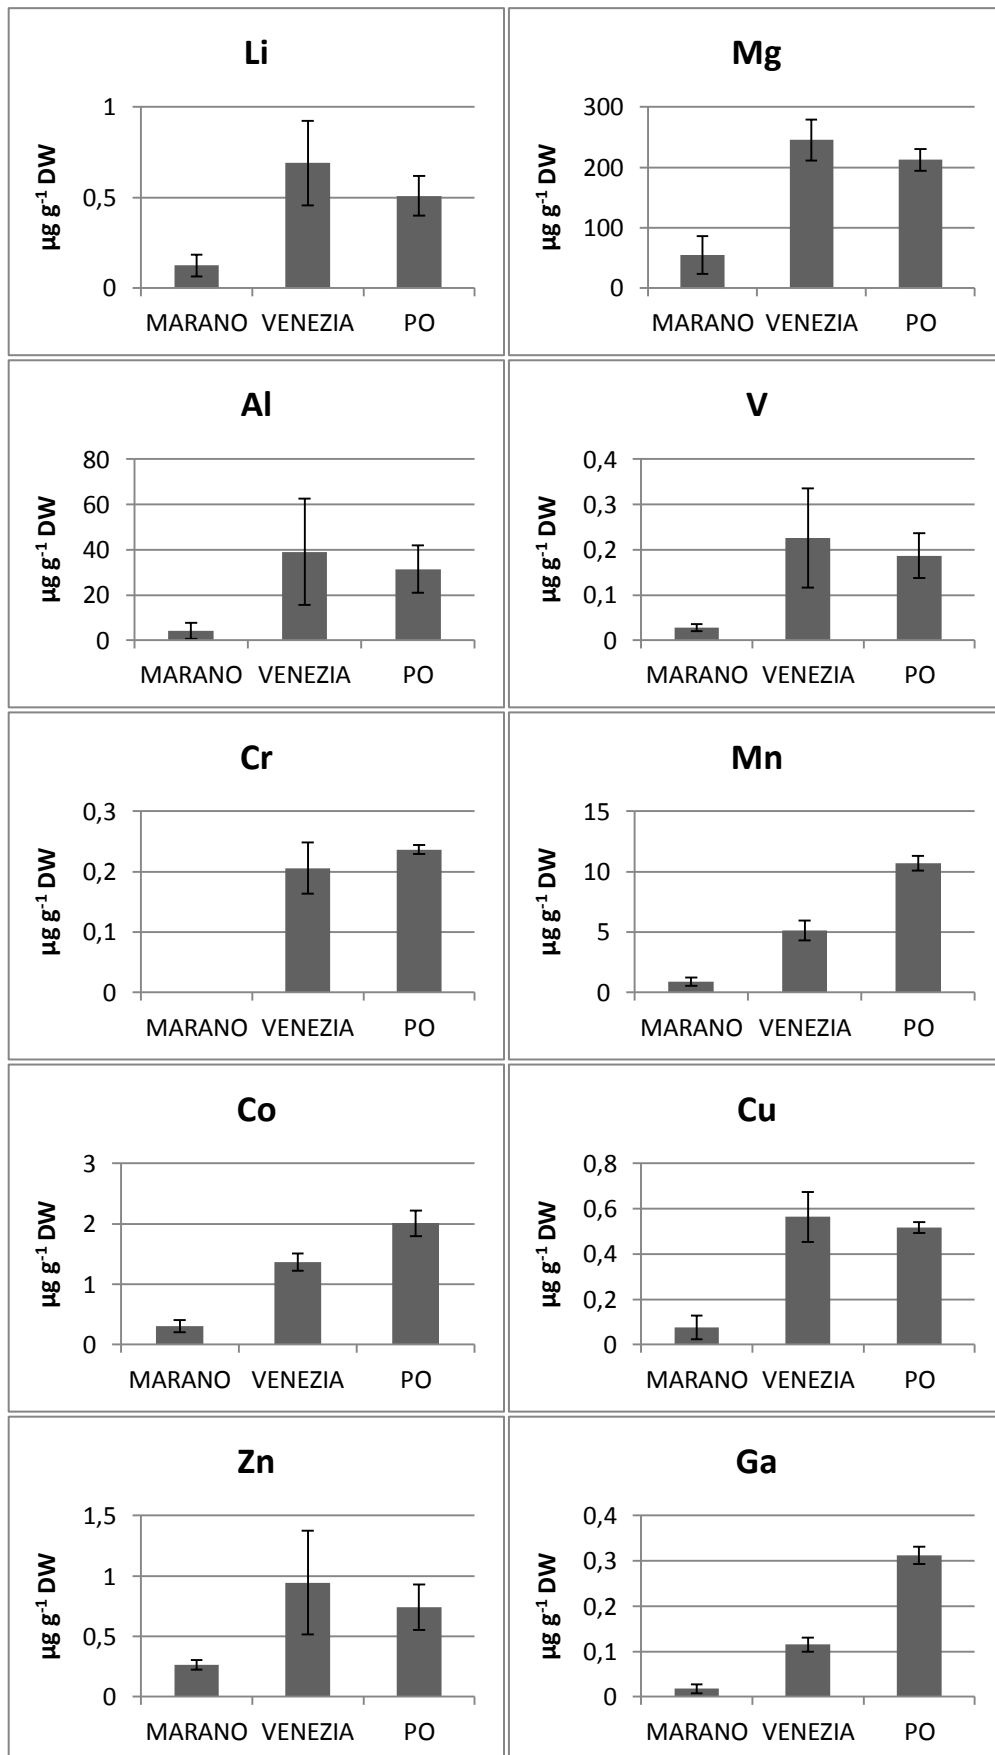 Li
µg g⁻¹ DW
1
0,5
0
MARANO VENEZIA PO
Mg
µg g⁻¹ DW
300
200
100
0
MARANO VENEZIA PO
Al
µg g⁻¹ DW
80
60
40
20
0
MARANO VENEZIA PO
V
µg g⁻¹ DW
0,4
0,3
0,2
0,1
0
MARANO VENEZIA PO
Cr
µg g⁻¹ DW
0,3
0,2
0,1
0
MARANO VENEZIA PO
Mn
µg g⁻¹ DW
15
10
5
0
MARANO VENEZIA PO
Co
µg g⁻¹ DW
3
2
1
0
MARANO VENEZIA PO
Cu
µg g⁻¹ DW
0,8
0,6
0,4
0,2
0
MARANO VENEZIA PO
Zn
µg g⁻¹ DW
1,5
1
0,5
0
MARANO VENEZIA PO
Ga
µg g⁻¹ DW
0,4
0,3
0,2
0,1
0
MARANO VENEZIA PO